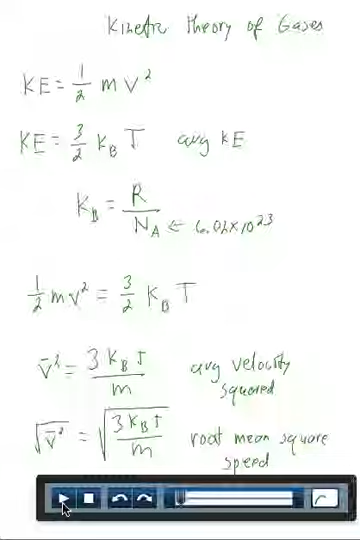 Kinetic Theory of Gases
KE = 1/2 m v²
KE = 3/2 k_B T avg KE
K_B = R/N_A ← 6.02×10²³
1/2 m v² = 3/2 K_B T
v̄² = 3 K_B T / m avg velocity squared
√v̄² = √(3 K_B T / m) root mean square speed